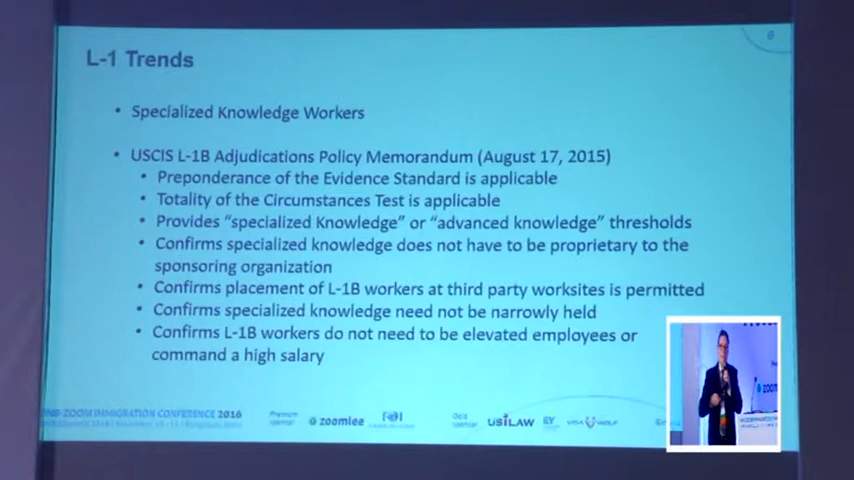 6
L-1 Trends
• Specialized Knowledge Workers
• USCIS L-1B Adjudications Policy Memorandum (August 17, 2015)
• Preponderance of the Evidence Standard is applicable
• Totality of the Circumstances Test is applicable
• Provides “specialized Knowledge” or “advanced knowledge” thresholds
• Confirms specialized knowledge does not have to be proprietary to the
sponsoring organization
• Confirms placement of L-1B workers at third party worksites is permitted
• Confirms specialized knowledge need not be narrowly held
• Confirms L-1B workers do not need to be elevated employees or
command a high salary
ZOOM IMMIGRATION CONFERENCE 2016
zoomlee
USILAW
EY
zoo